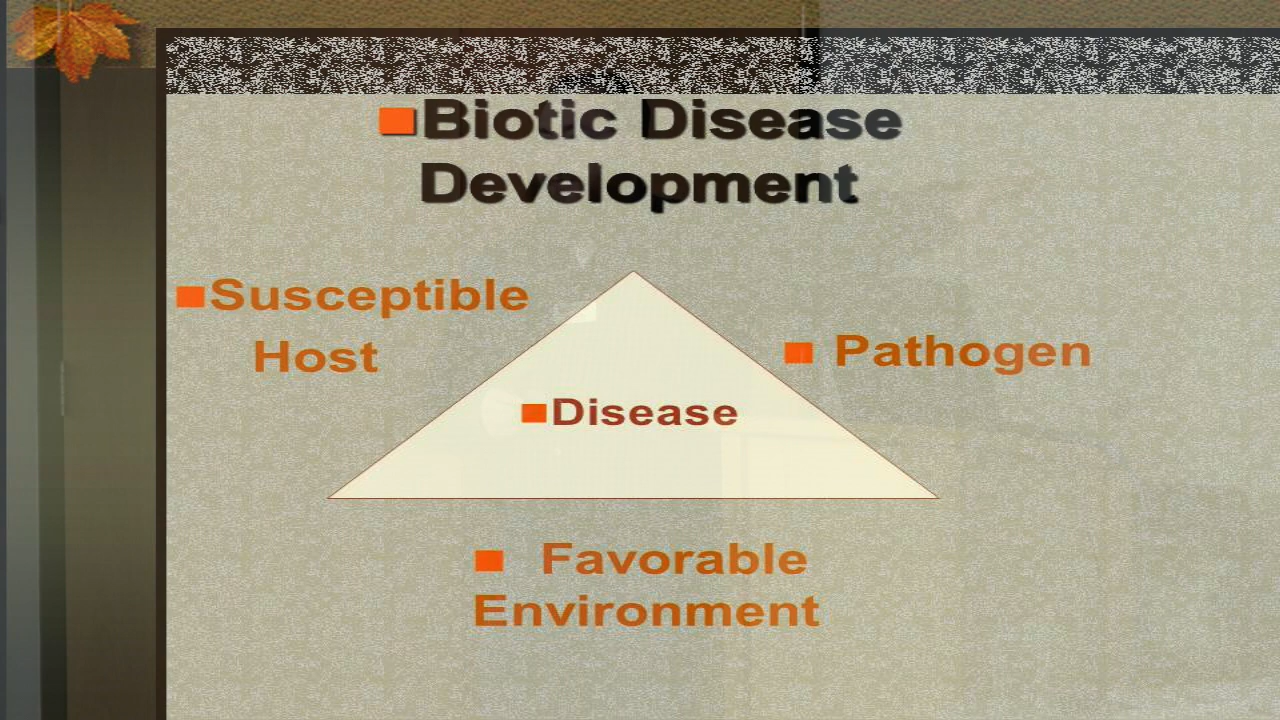 Biotic Disease
Development
Susceptible
Host
Pathogen
Disease
Favorable
Environment